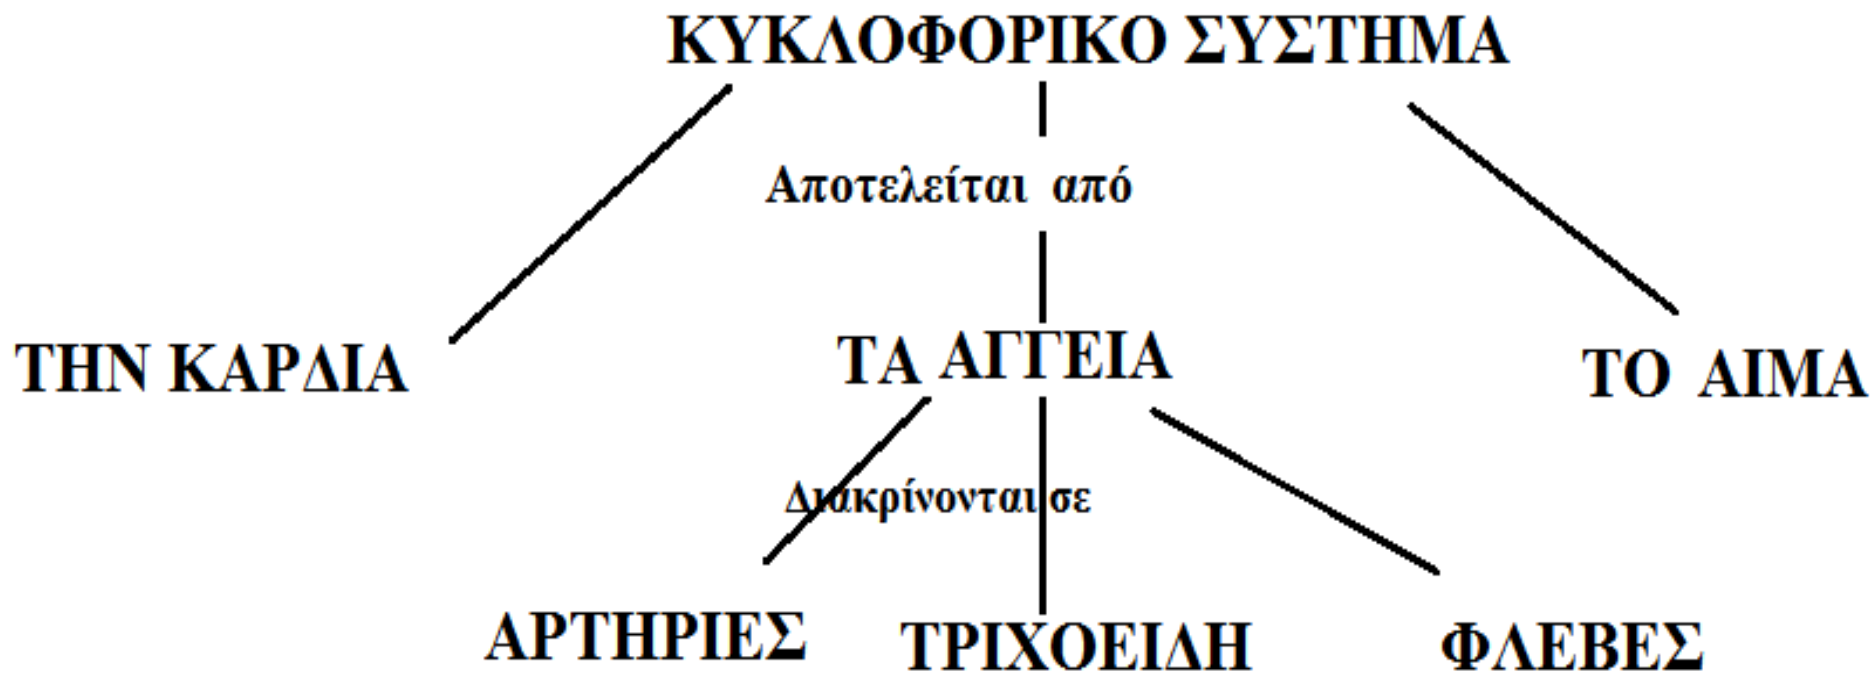 ΚΥΚΛΟΦΟΡΙΚΟ ΣΥΣΤΗΜΑ
Αποτελείται από
ΤΗΝ ΚΑΡΔΙΑ
ΤΑ ΑΓΓΕΙΑ
ΤΟ ΑΙΜΑ
Διακρίνονται σε
ΑΡΤΗΡΙΕΣ
ΤΡΙΧΟΕΙΔΗ
ΦΛΕΒΕΣ